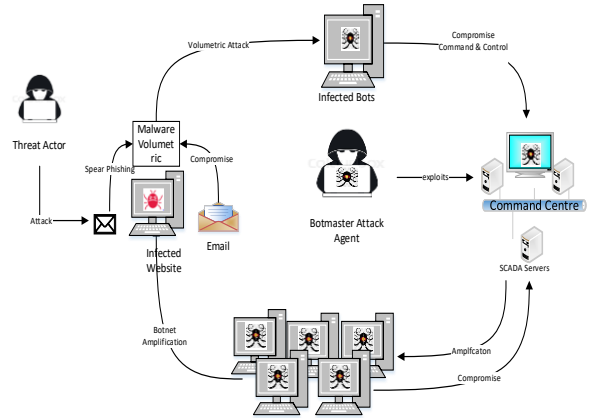 Volumetric Attack
Compromise
Command & Control
Infected Bots
Threat Actor
Malware
Volumet
ric
Spear Phishing
Compromise
Attack
Email
Infected
Website
exploits
Botmaster Attack
Agent
Command Centre
SCADA Servers
Botnet
Amplification
Amplfcaton
Compromise